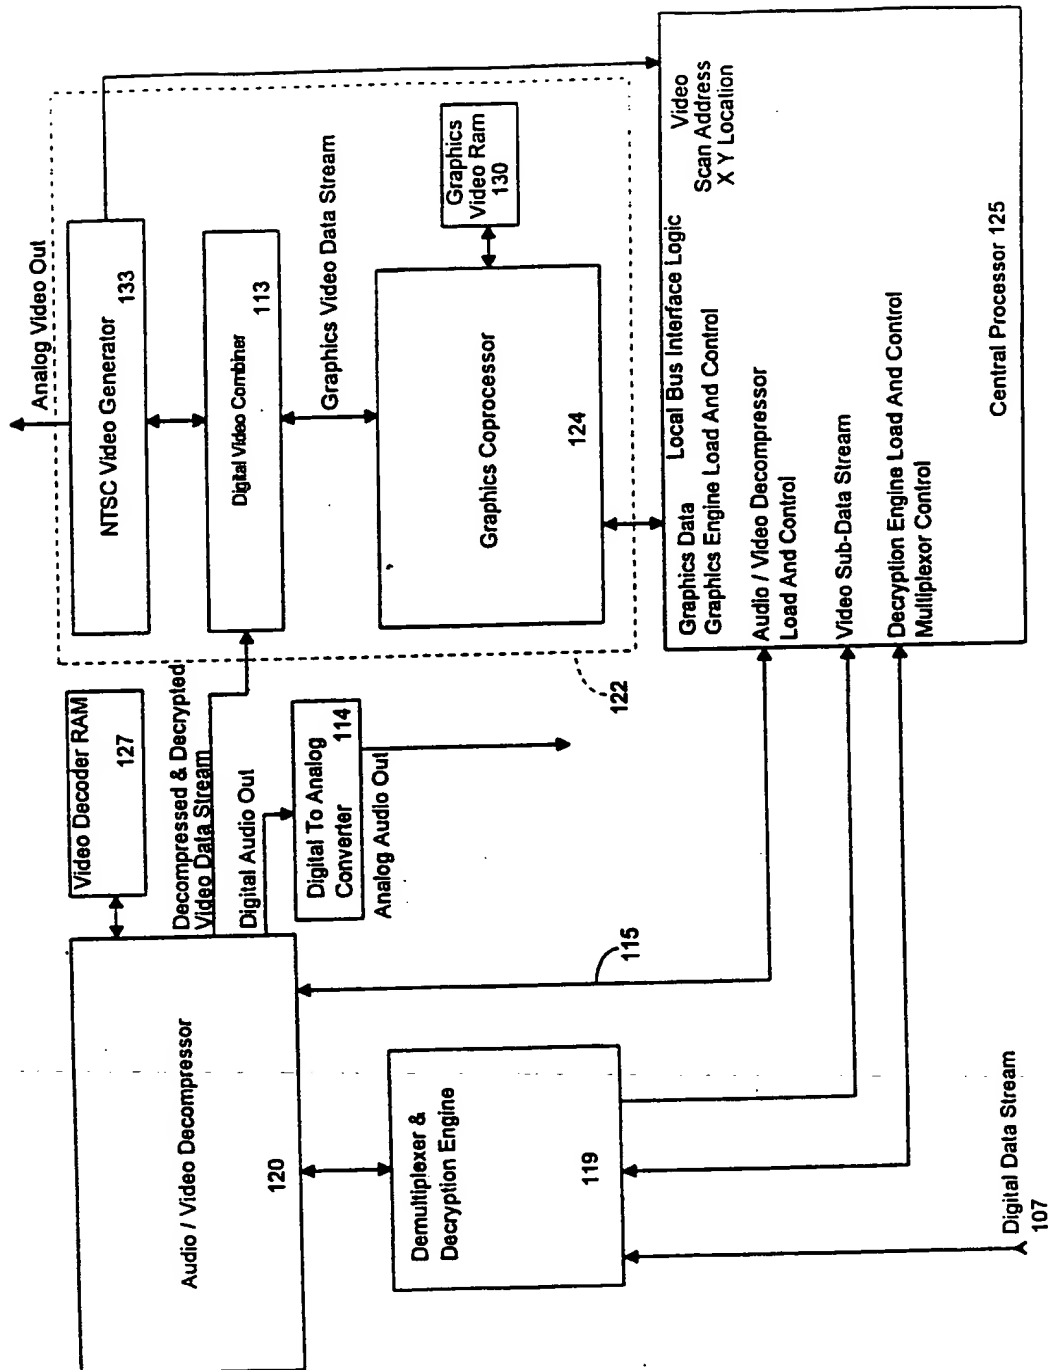 Audio / Video Decompressor
120
Video Decoder RAM
127
Decompressed & Decrypted
Video Data Stream
Digital Audio Out
Digital To Analog
Converter
114
Analog Audio Out
Demultiplexer &
Decryption Engine
119
115
Digital Data Stream
107
Analog Video Out
NTSC Video Generator
133
Digital Video Combiner
113
Graphics Video Data Stream
Graphics Coprocessor
124
Graphics
Video Ram
130
122
Graphics Data
Local Bus Interface Logic
Graphics Engine Load And Control
Video
Scan Address
X Y Location
Audio / Video Decompressor
Load And Control
Video Sub-Data Stream
Decryption Engine Load And Control
Multiplexor Control
Central Processor 125